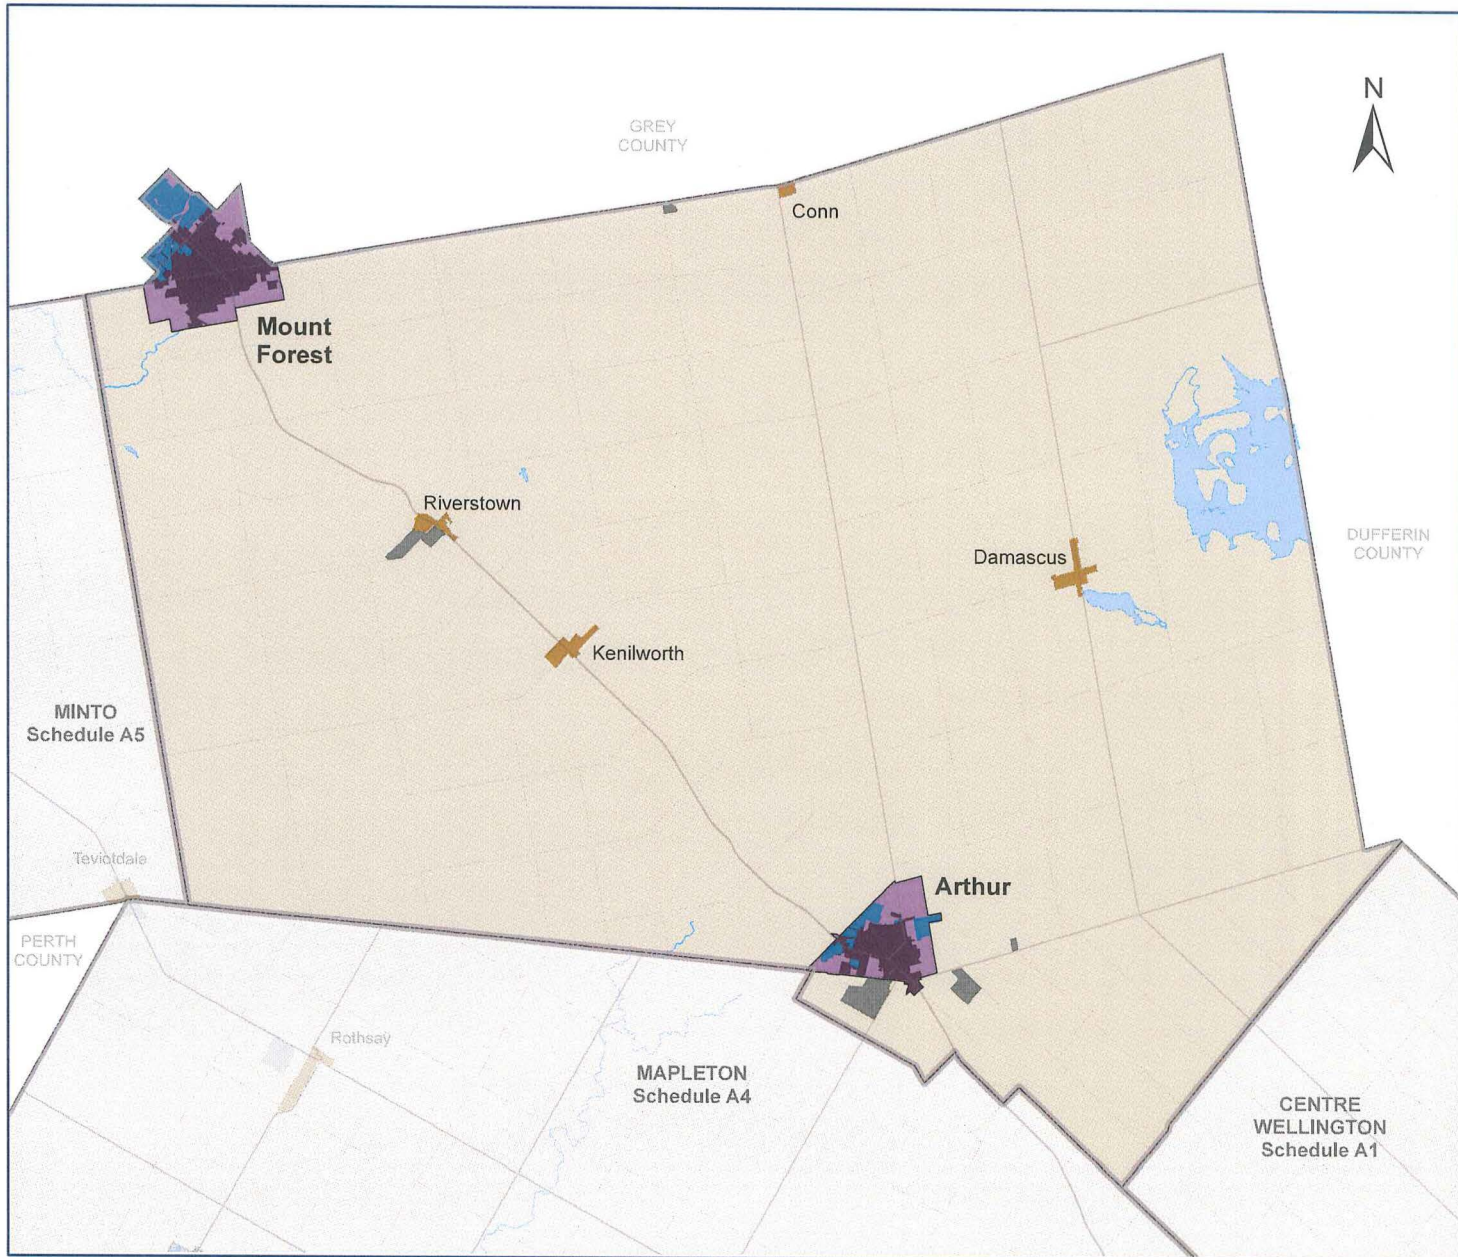 N
GREY
COUNTY
Conn
Mount
Forest
Riverstown
DUFFERIN
COUNTY
Damascus
Kenilworth
MINTO
Schedule A5
Teviotdale
Arthur
PERTH
COUNTY
Rothsay
MAPLETON
Schedule A4
CENTRE
WELLINGTON
Schedule A1